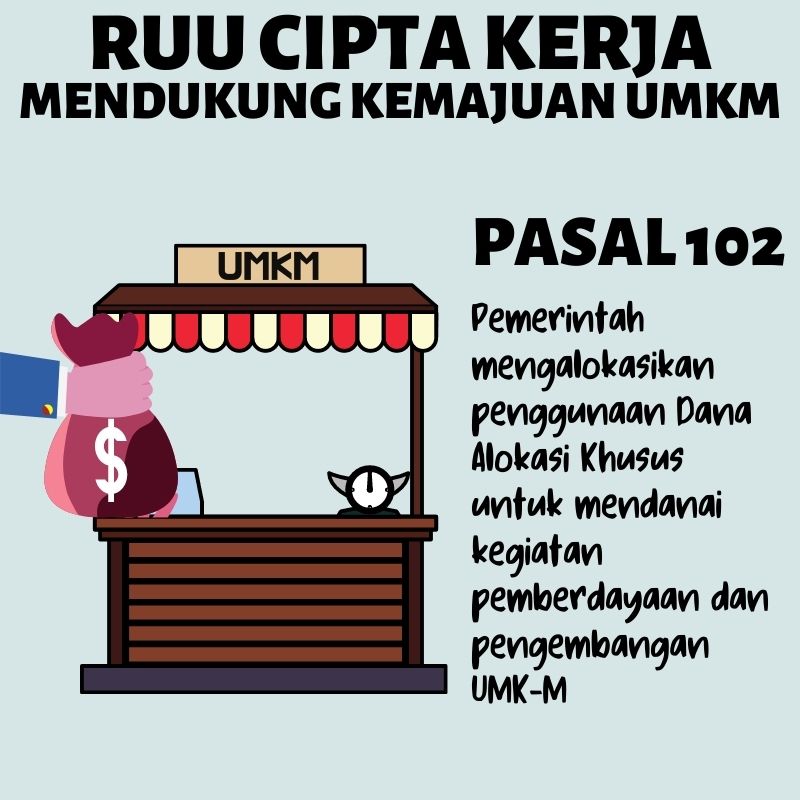 RUU CIPTA KERJA
MENDUKUNG KEMAJUAN UMKM
UMKM
$
PASAL 102
Pemerintah
mengalokasikan
penggunaan Dana
Alokasi Khusus
untuk mendanai
kegiatan
pemberdayaan dan
pengembangan
UMK-M